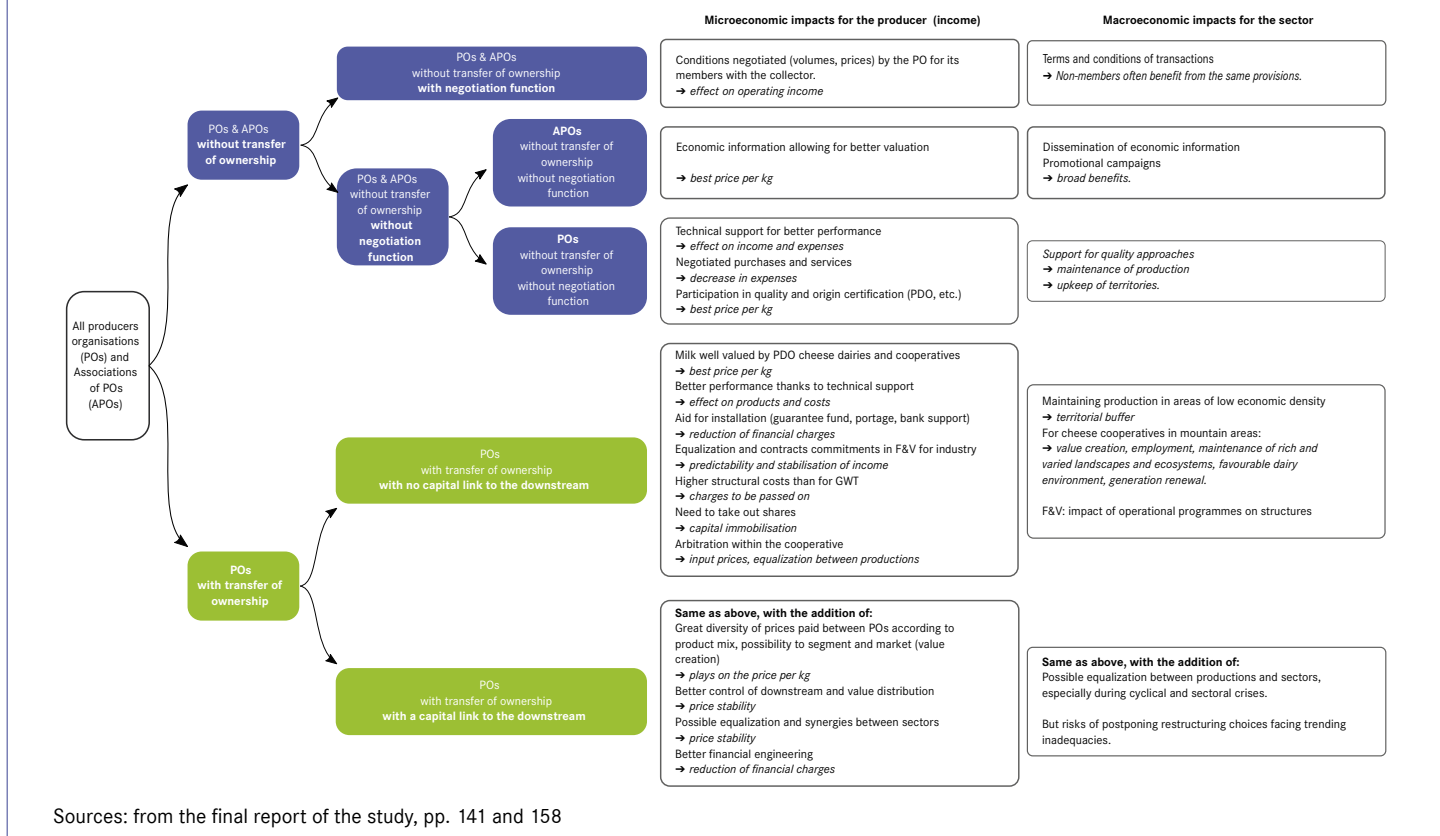 Microeconomic impacts for the producer  (income)
Macroeconomic impacts for the sector
All producers
organisations
(POs) and
Associations
of POs
(APOs)
POs & APOs
without transfer
of ownership
POs & APOs
without transfer of ownership
with negotiation function
Conditions negotiated (volumes, prices) by the PO for its
members with the collector.
➔ effect on operating income
Terms and conditions of transactions
➔ Non-members often benefit from the same provisions.
POs & APOs
without transfer
of ownership
without
negotiation
function
APOs
without transfer of
ownership
without negotiation
function
Economic information allowing for better valuation
➔ best price per kg
Dissemination of economic information
Promotional campaigns
➔ broad benefits.
POs
without transfer of
ownership
without negotiation
function
Technical support for better performance
➔ effect on income and expenses
Negotiated purchases and services
➔ decrease in expenses
Participation in quality and origin certification (PDO, etc.)
➔ best price per kg
Support for quality approaches
➔ maintenance of production
➔ upkeep of territories.
POs
with transfer of
ownership
POs
with transfer of ownership
with no capital link to the downstream
Milk well valued by PDO cheese dairies and cooperatives
➔ best price per kg
Better performance thanks to technical support
➔ effect on products and costs
Aid for installation (guarantee fund, portage, bank support)
➔ reduction of financial charges
Equalization and contracts commitments in F&V for industry
➔ predictability and stabilisation of income
Higher structural costs than for GWT
➔ charges to be passed on
Need to take out shares
➔ capital immobilisation
Arbitration within the cooperative
➔ input prices, equalization between productions
Maintaining production in areas of low economic density
➔ territorial buffer
For cheese cooperatives in mountain areas:
➔ value creation, employment, maintenance of rich and
varied landscapes and ecosystems, favourable dairy
environment, generation renewal.
F&V: impact of operational programmes on structures
POs
with transfer of ownership
with a capital link to the downstream
Same as above, with the addition of:
Great diversity of prices paid between POs according to
product mix, possibility to segment and market (value
creation)
➔ plays on the price per kg
Better control of downstream and value distribution
➔ price stability
Possible equalization and synergies between sectors
➔ price stability
Better financial engineering
➔ reduction of financial charges
Same as above, with the addition of:
Possible equalization between productions and sectors,
especially during cyclical and sectoral crises.
But risks of postponing restructuring choices facing trending
inadequacies.
Sources: from the final report of the study, pp. 141 and 158